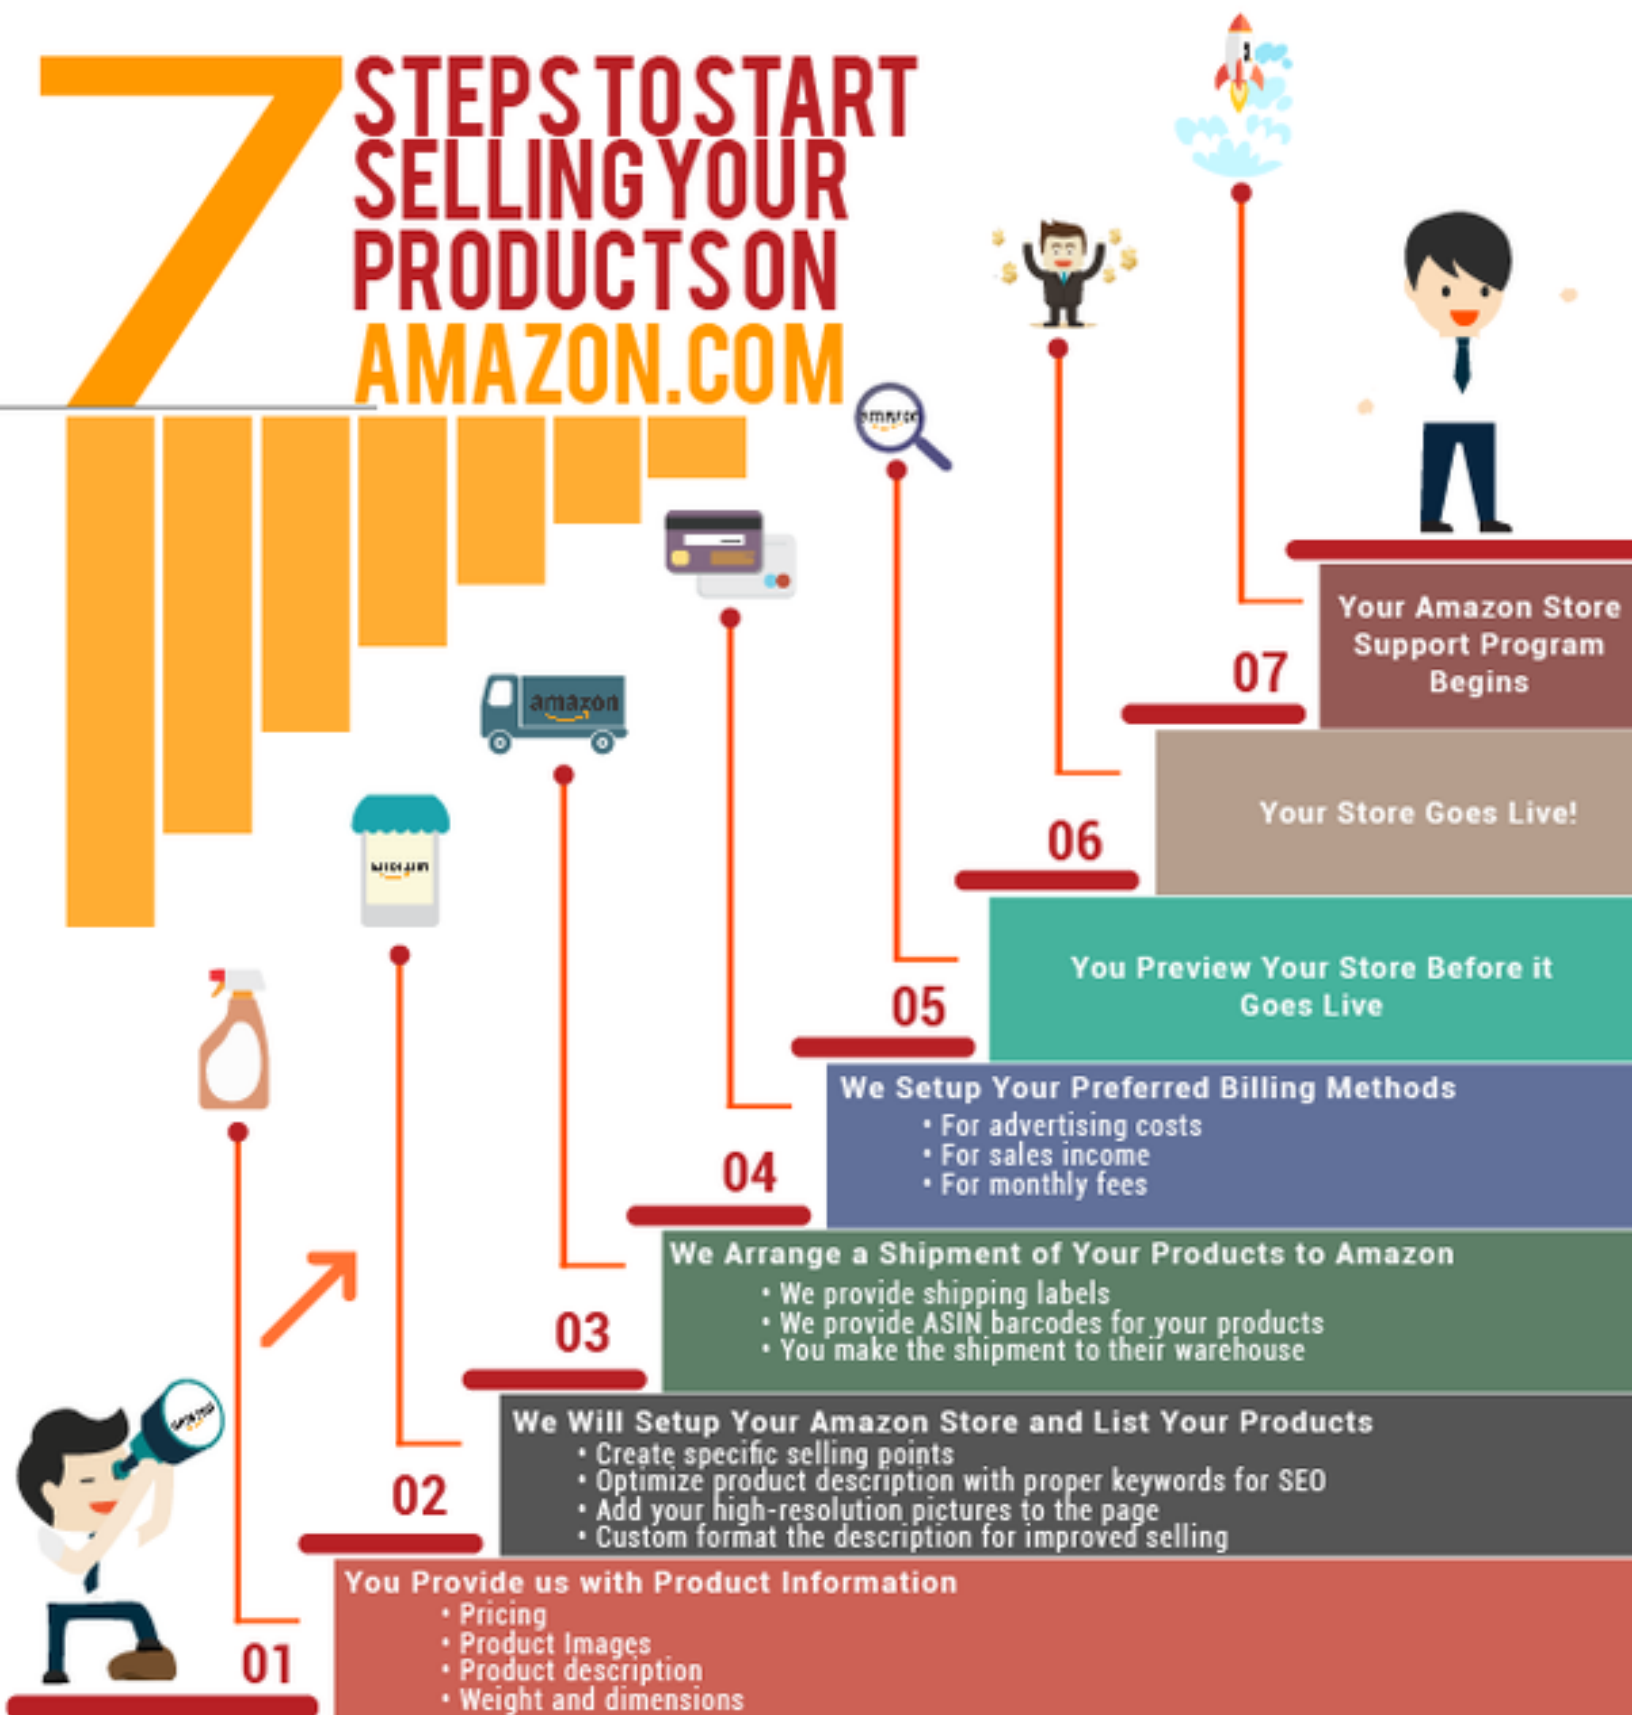 7
STEPS TO START
SELLING YOUR
PRODUCTS ON
AMAZON.COM
amazon
amazon
Your Amazon Store
Support Program
Begins
07
Your Store Goes Live!
06
You Preview Your Store Before it
Goes Live
05
We Setup Your Preferred Billing Methods
• For advertising costs
• For sales income
• For monthly fees
04
We Arrange a Shipment of Your Products to Amazon
• We provide shipping labels
• We provide ASIN barcodes for your products
• You make the shipment to their warehouse
03
We Will Setup Your Amazon Store and List Your Products
• Create specific selling points
• Optimize product description with proper keywords for SEO
• Add your high-resolution pictures to the page
• Custom format the description for improved selling
02
You Provide us with Product Information
• Pricing
• Product Images
• Product description
• Weight and dimensions
01